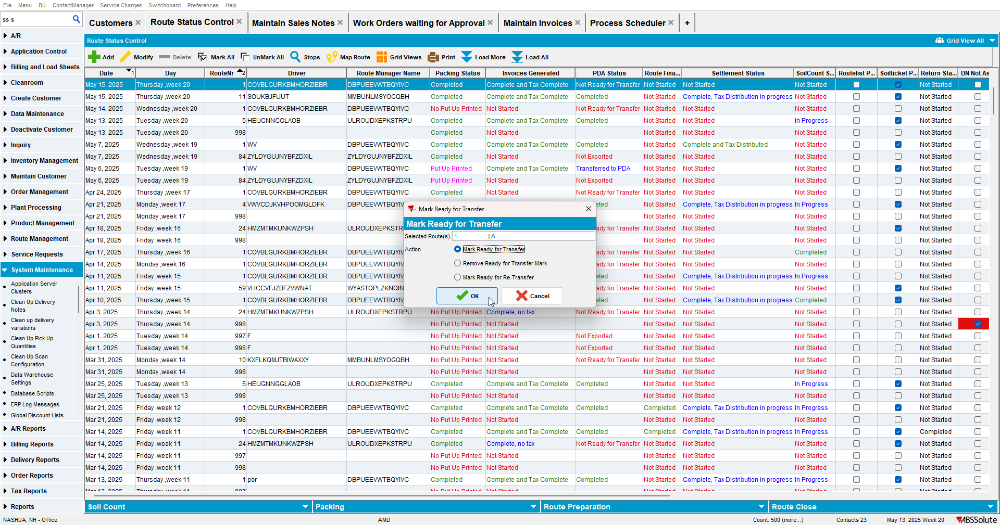 File Menu BU ContactManager Service Charges Switchboard Preferences Help
ss s
Customers Route Status Control Maintain Sales Notes Work Orders waiting for Approval Maintain Invoices Process Scheduler +
Route Status Control Grid View All
Add Modify Delete Mark All UnMark All Stops Map Route Grid Views Print Load More Load All
A/R
Application Control
Billing and Load Sheets
Cleanroom
Create Customer
Data Maintenance
Deactivate Customer
Inquiry
Inventory Management
Maintain Customer
Order Management
Plant Processing
Product Management
Route Management
Service Requests
System Maintenance
Application Server
Clusters
Clean Up Delivery
Notes
Clean up delivery
variations
Clean Up Pick Up
Quantities
Clean Up Scan
Configuration
Data Warehouse
Settings
Database Scripts
ERP Log Messages
Global Discount Lists
A/R Reports
Billing Reports
Delivery Reports
Order Reports
Tax Reports
Reports
Date 1 Day RouteNr 2 Driver Route Manager Name Packing Status Invoices Generated PDA Status Route Fina... Settlement Status SoilCount S... Routelist P... Soilticket P... Return Sta... DN Not As
May 15, 2025 Thursday ,week 20 1 COVBLGURKBMHORZIEBR DBPUEEVWTBQYIVC Completed Complete and Tax Complete Not Ready for Transfer Not Started Not Started Not Started Not Started
May 15, 2025 Thursday ,week 20 11 SOUKBJFUUT MMBUNLMSYOGQBH Completed Complete and Tax Complete Completed Not Started Complete, Tax Distribution in progress Not Started Not Started
May 14, 2025 Wednesday ,week 20 1 COVBLGURKBMHORZIEBR DBPUEEVWTBQYIVC No Put Up Printed Not Started Not Ready for Transfer Not Started Not Started Not Started Not Started
May 13, 2025 Tuesday ,week 20 5 HEIJGNNGGLAOB ULROUDXEPKSTRPU Completed Complete and Tax Complete Completed Not Started Not Started In Progress Not Started
May 13, 2025 Tuesday ,week 20 998 Completed Not Started Not Started Not Started Not Started Not Started
May 7, 2025 Wednesday ,week 19 1 WV DBPUEEVWTBQYIVC Completed Complete and Tax Complete Completed Not Started Complete and Tax Distributed Not Started Not Started
May 7, 2025 Wednesday ,week 19 84 ZYLDYGUJNYBFZDXIL ZYLDYGUJNYBFZDXIL Completed Not Started Not Exported Not Started Not Started Not Started Not Started
May 6, 2025 Tuesday ,week 19 1 WV DBPUEEVWTBQYIVC Put Up Printed Complete and Tax Complete Transferred to PDA Not Started Not Started Not Started Not Started
May 6, 2025 Tuesday ,week 19 84 ZYLDYGUJNYBFZDXIL ZYLDYGUJNYBFZDXIL Put Up Printed Not Started Not Exported Not Started Not Started Not Started Not Started
Apr 24, 2025 Thursday ,week 17 1 COVBLGURKBMHORZIEBR DBPUEEVWTBQYIVC Completed Not Started Not Ready for Transfer Not Started Not Started Not Started Not Started
Apr 21, 2025 Monday ,week 17 4 VWVCDJKVHPOOMGLDFK DBPUEEVWTBQYIVC eted Not Started Complete, Tax Distribution in progress In Progress Not Started
Apr 21, 2025 Monday ,week 17 998 Not Started Not Started Not Started Not Started
Apr 18, 2025 Friday ,week 16 24 HMZMTMKUNKWZPSH ULROUDXEPKSTR ady for Transfer Not Started Not Started Not Started Not Started
Apr 18, 2025 Friday ,week 16 998 Not Started Not Started Not Started Not Started
Apr 17, 2025 Thursday ,week 16 1 COVBLGURKBMHORZIEBR DBPUEEVWTBQYIVC ady for Transfer Not Started Not Started Completed Not Started
Apr 14, 2025 Monday ,week 16 1 COVBLGURKBMHORZIEBR DBPUEEVWTBQYIVC ady for Transfer Not Started Not Started Not Started Not Started
Apr 11, 2025 Friday ,week 15 1 COVBLGURKBMHORZIEBR DBPUEEVWTBQYIVC eted Not Started Complete, Tax Distribution in progress In Progress Not Started
Apr 11, 2025 Friday ,week 15 59 VHCCVFJZBFZVWNAT WYASTQPLZKNQIN ady for Transfer Not Started Not Started Not Started Not Started
Apr 10, 2025 Thursday ,week 15 1 COVBLGURKBMHORZIEBR DBPUEEVWTBQYIVC eted Not Started Complete, Tax Distribution in progress Completed Not Started
Apr 3, 2025 Thursday ,week 14 24 HMZMTMKUNKWZPSH ULROUDXEPKSTRPU No Put Up Printed Complete, no tax Not Ready for Transfer Not Started Not Started Not Started Not Started
Apr 3, 2025 Thursday ,week 14 998 No Put Up Printed Not Started Not Started Not Started Not Started Not Started
Apr 1, 2025 Tuesday ,week 14 997 F No Put Up Printed Not Started Not Exported Not Started Not Started Not Started Not Started
Apr 1, 2025 Tuesday ,week 14 998 F No Put Up Printed Not Started Not Exported Not Started Not Started Not Started Not Started
Mar 31, 2025 Monday ,week 14 10 KXFLKQMJTBIWAXXY MMBUNLMSYOGQBH No Put Up Printed Not Started Not Ready for Transfer Not Started Not Started Not Started Not Started
Mar 31, 2025 Monday ,week 14 998 No Put Up Printed Not Started Not Started Not Started Not Started Not Started
Mar 25, 2025 Tuesday ,week 13 5 HEIJGNNGGLAOB ULROUDXEPKSTRPU Completed Complete and Tax Complete Completed Not Started Not Started In Progress Not Started
Mar 25, 2025 Tuesday ,week 13 998 No Put Up Printed Not Started Not Started Not Started Not Started Not Started
Mar 21, 2025 Friday ,week 12 1 COVBLGURKBMHORZIEBR DBPUEEVWTBQYIVC Completed Complete and Tax Complete Completed Completed Complete, Tax Distribution in progress In Progress Not Started
Mar 21, 2025 Friday ,week 12 998 No Put Up Printed Not Started Not Started Not Started Not Started Not Started
Mar 14, 2025 Friday ,week 11 1 COVBLGURKBMHORZIEBR DBPUEEVWTBQYIVC Completed Complete and Tax Complete Completed Completed Complete, Tax Distribution in progress In Progress Completed
Mar 14, 2025 Friday ,week 11 24 HMZMTMKUNKWZPSH ULROUDXEPKSTRPU Completed Complete, no tax Not Ready for Transfer Not Started Not Started Not Started Not Started
Mar 14, 2025 Friday ,week 11 997 No Put Up Printed Not Started Not Started Not Started Not Started Not Started
Mar 14, 2025 Friday ,week 11 998 No Put Up Printed Not Started Not Started Not Started Not Started Not Started
Mar 13, 2025 Thursday ,week 11 1 pbr DBPUEEVWTBQYIVC Completed Complete and Tax Complete Completed Not Started Complete, Tax Distribution in progress In Progress Not Started
Mark Ready for Transfer
Mark Ready for Transfer
Selected Route(s) 1 | A
Action Mark Ready for Transfer
Remove Ready for Transfer Mark
Mark Ready for Re-Transfer
OK Cancel
Soil Count Packing Route Preparation Route Close
NASHUA, NH - Office AMD Count: 500 (more...) Contacts 23 May 13, 2025 Week 20 ABSSolute